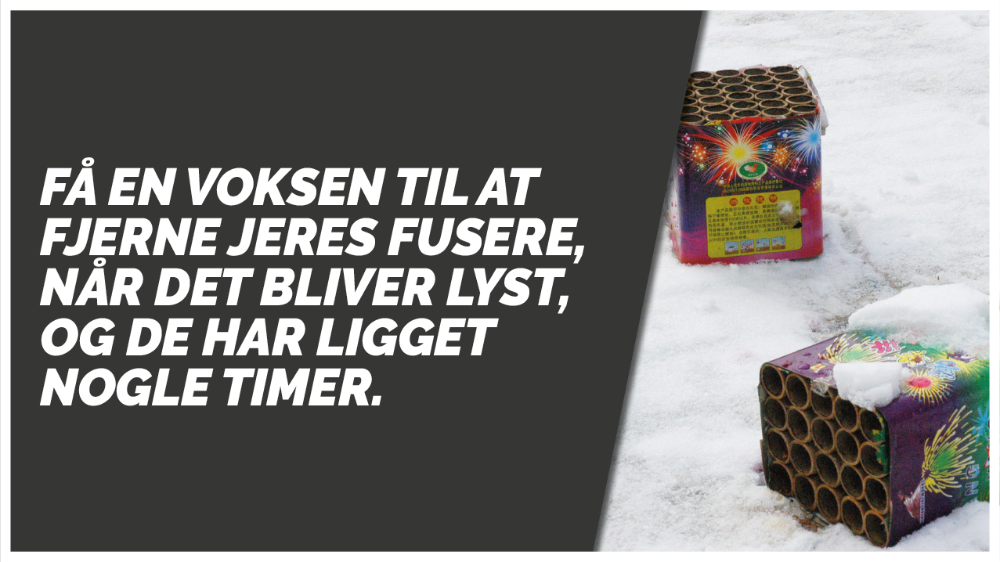 FÅ EN VOKSEN TIL AT
FJERNE JERES FUSERE,
NÅR DET BLIVER LYST,
OG DE HAR LIGGET
NOGLE TIMER.